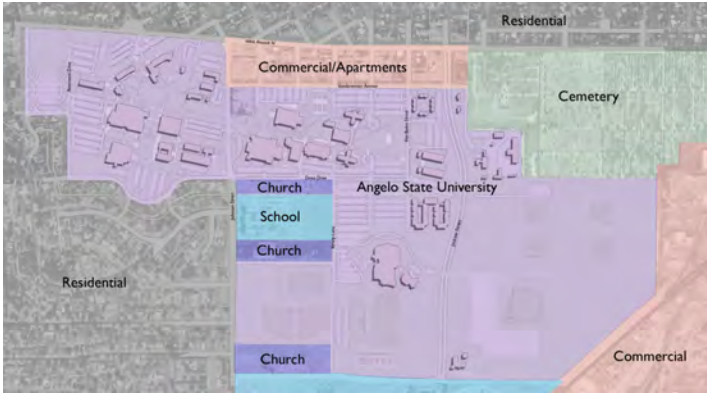 Residential
Commercial/Apartments
Cemetery
Church
Angelo State University
School
Church
Residential
Church
Commercial